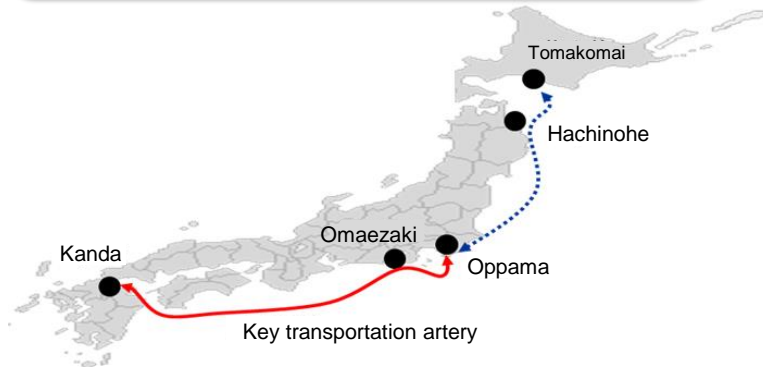 Tomakomai
Hachinohe
Omaezaki
Kanda
Oppama
Key transportation artery